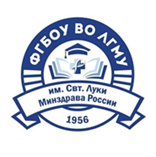 ФГБОУ ВО ЛГМУ
им. Свт. Луки
Минздрава России
1956